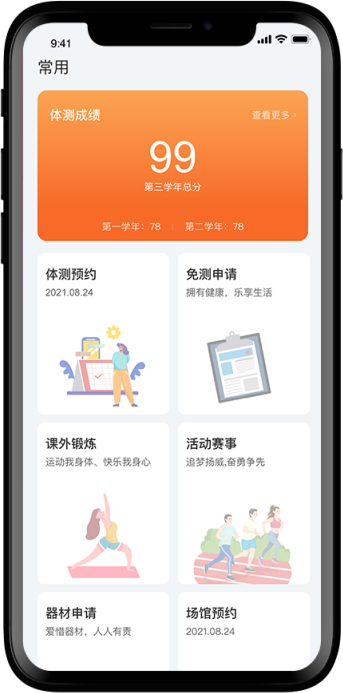 9:41
常用
体测成绩
查看更多 ›
99
第三学年总分
第一学年：78 | 第二学年：78
体测预约
2021.08.24
免测申请
拥有健康，乐享生活
课外锻炼
运动我身体、快乐我身心
活动赛事
追梦扬威,奋勇争先
器材申请
爱惜器材，人人有责
场馆预约
2021.08.24